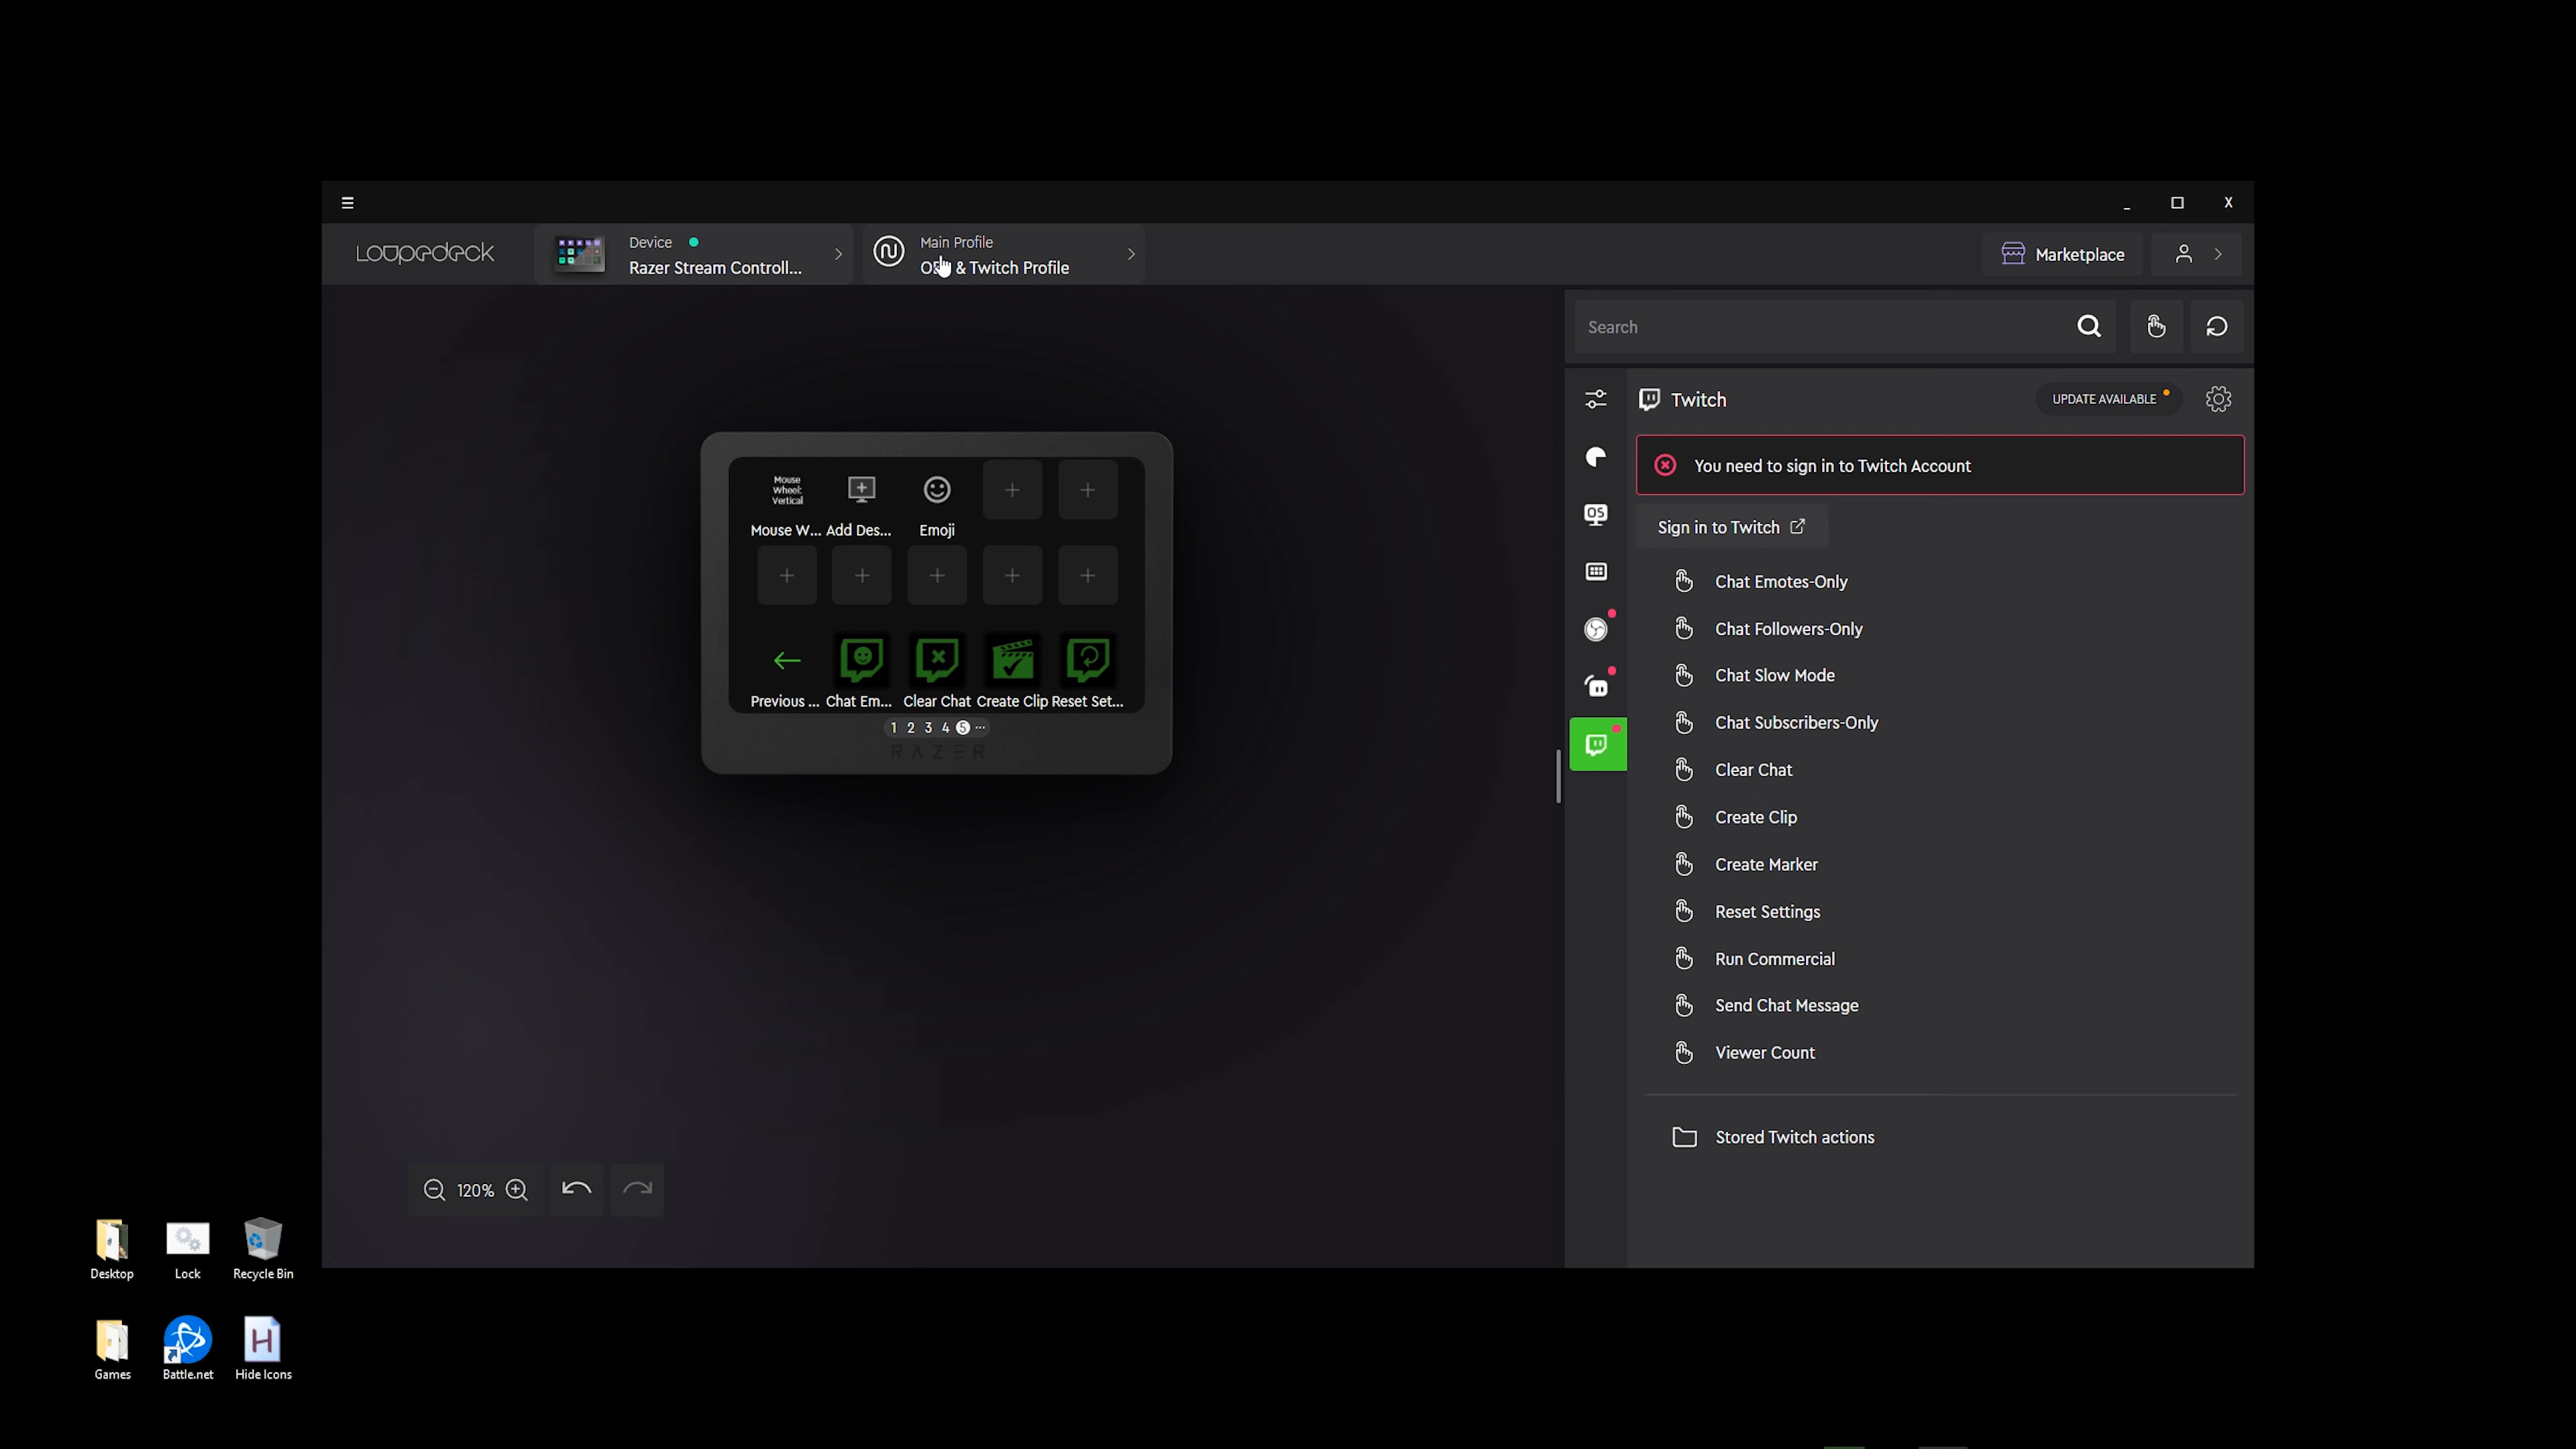 X
Loupedeck
Device
Razer Stream Controll...
Main Profile
& Twitch Profile
Marketplace
Search
Twitch
UPDATE AVAILABLE
You need to sign in to Twitch Account
Sign in to Twitch
Chat Emotes-Only
Chat Followers-Only
Chat Slow Mode
Chat Subscribers-Only
Clear Chat
Create Clip
Create Marker
Reset Settings
Run Commercial
Send Chat Message
Viewer Count
Stored Twitch actions
OS
Mouse
Wheel:
Vertical
Mouse W... Add Des... Emoji
Previous ... Chat Em... Clear Chat Create Clip Reset Set...
1 2 3 4 5 ...
RAZER
120%
Desktop Lock Recycle Bin
H
Games Battle.net Hide Icons